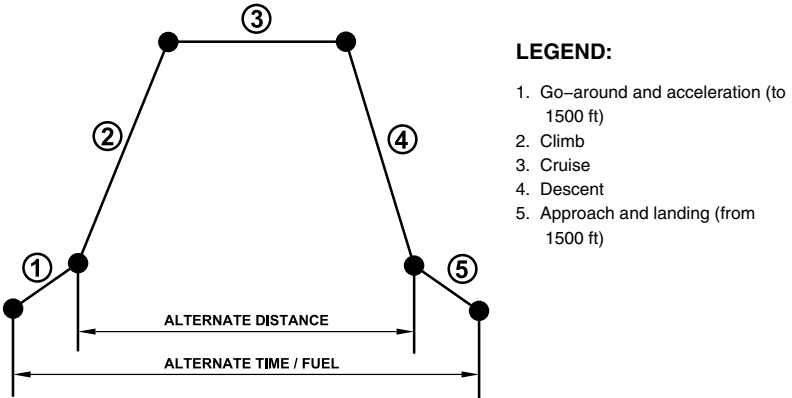 ③
LEGEND:
1. Go–around and acceleration (to
1500 ft)
2. Climb
3. Cruise
4. Descent
5. Approach and landing (from
1500 ft)
②
④
①
⑤
ALTERNATE DISTANCE
ALTERNATE TIME / FUEL